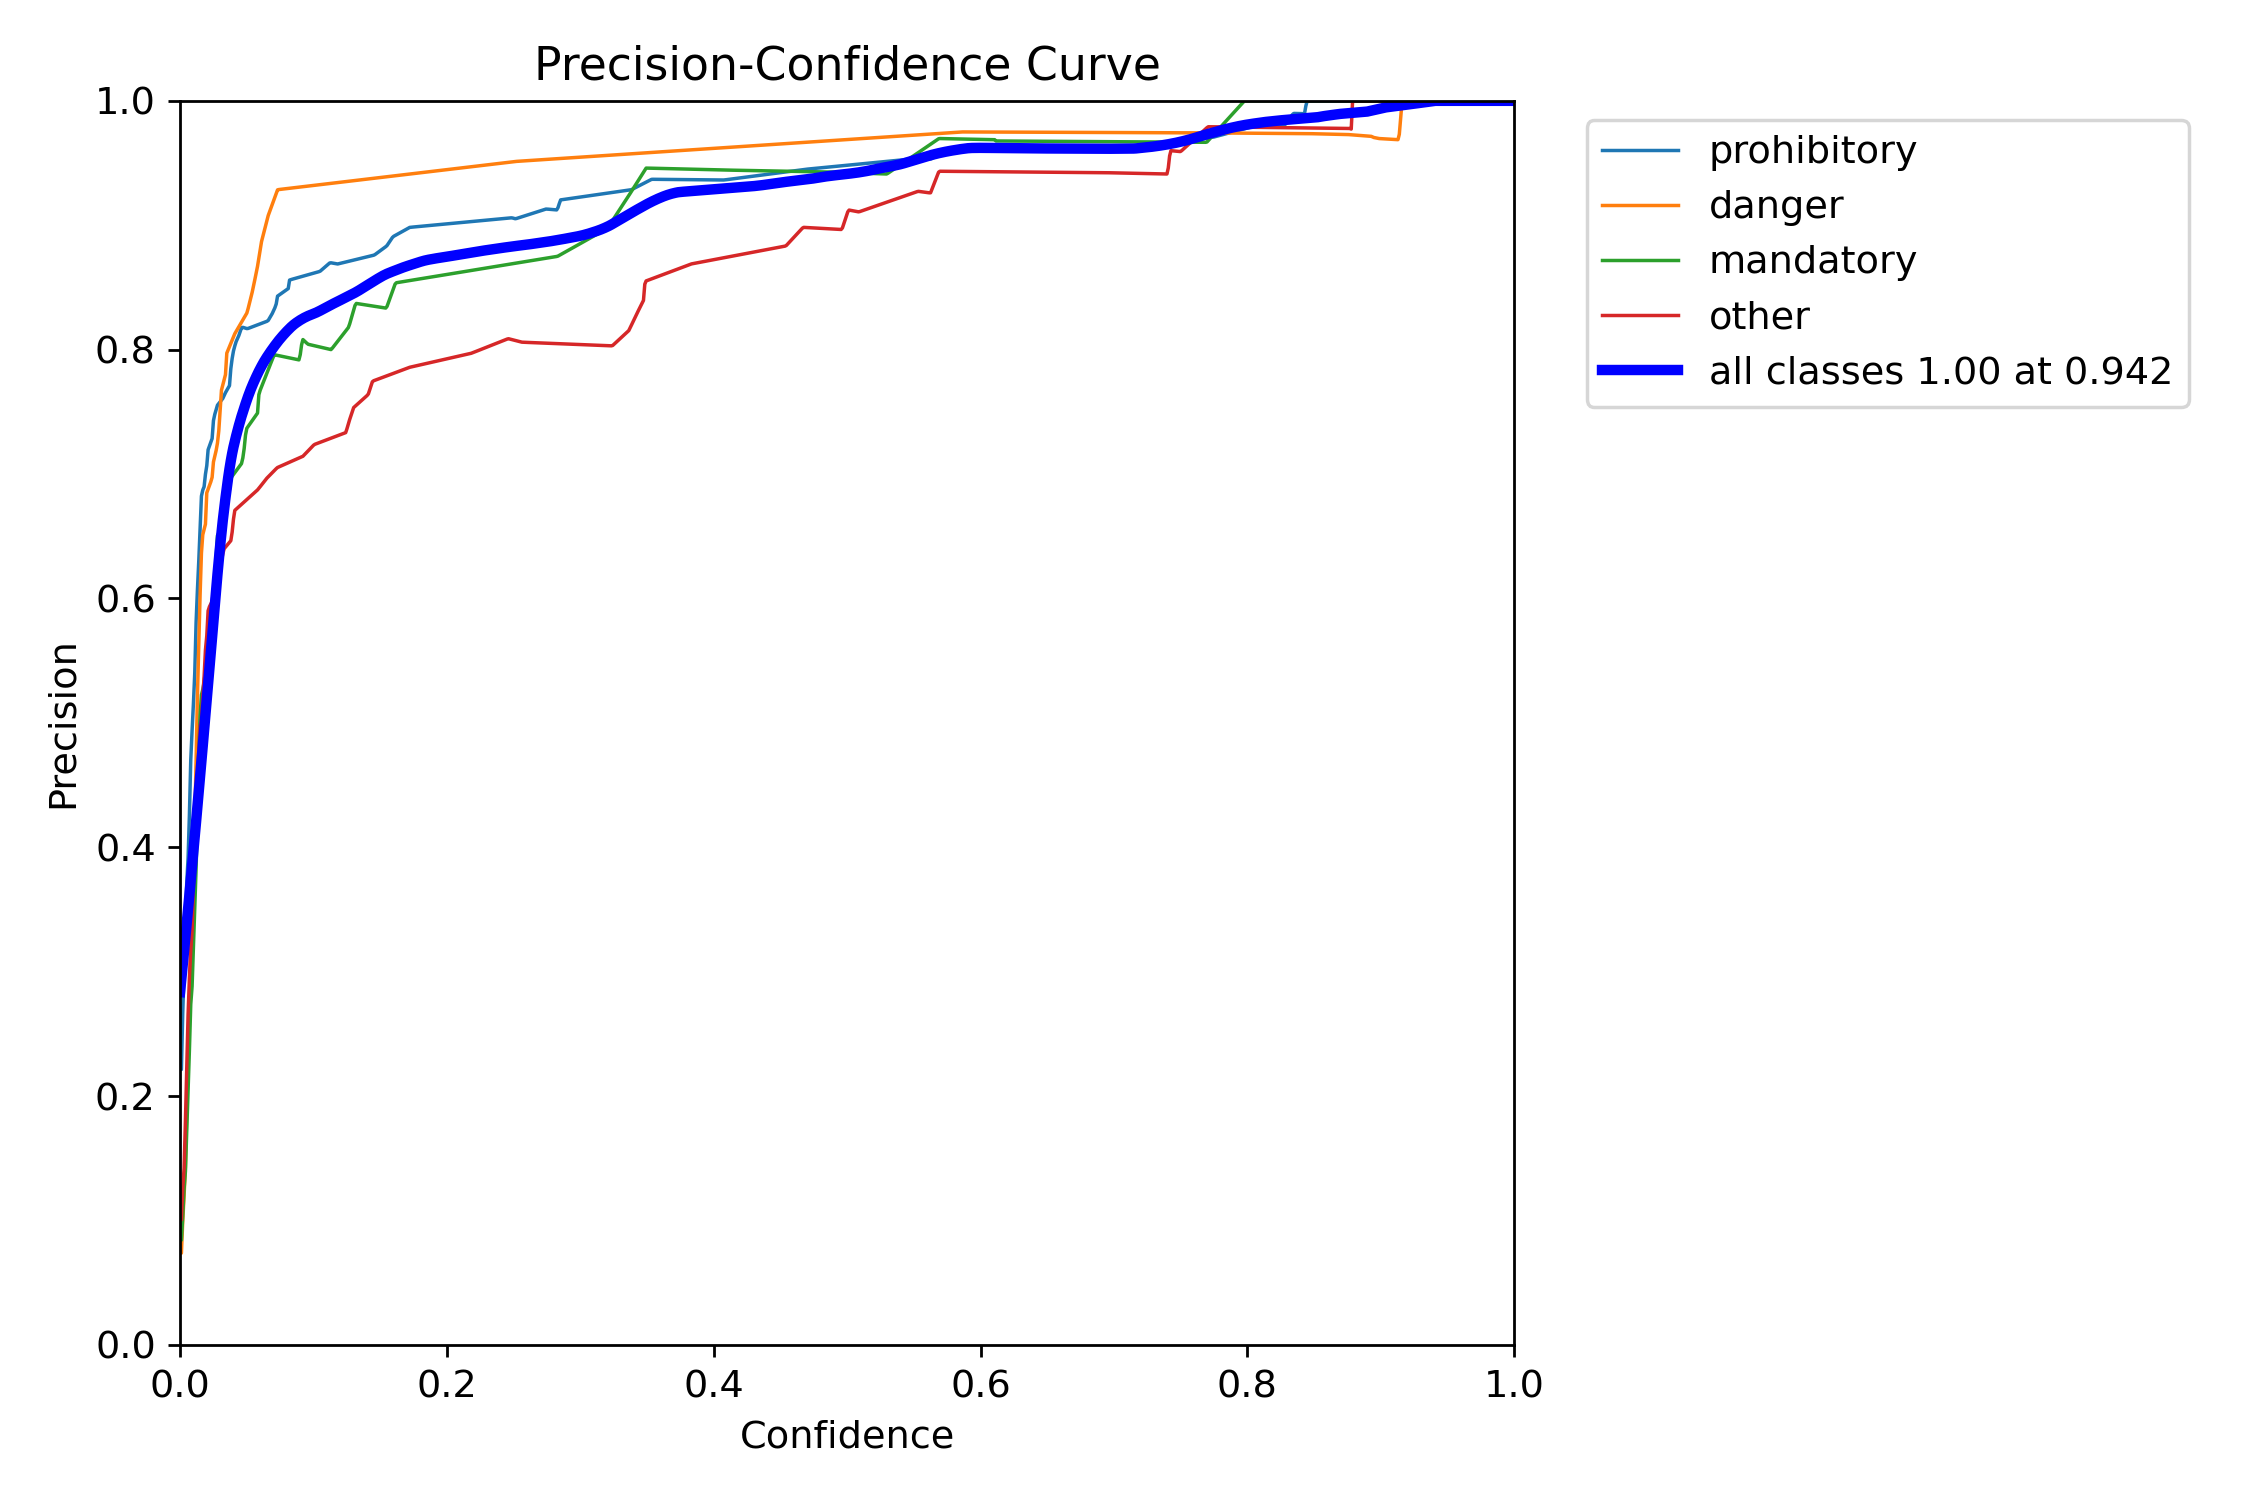 Precision-Confidence Curve
1.0
0.8
0.6
0.4
0.2
0.0
Precision
0.0 0.2 0.4 0.6 0.8 1.0
Confidence
prohibitory
danger
mandatory
other
all classes 1.00 at 0.942